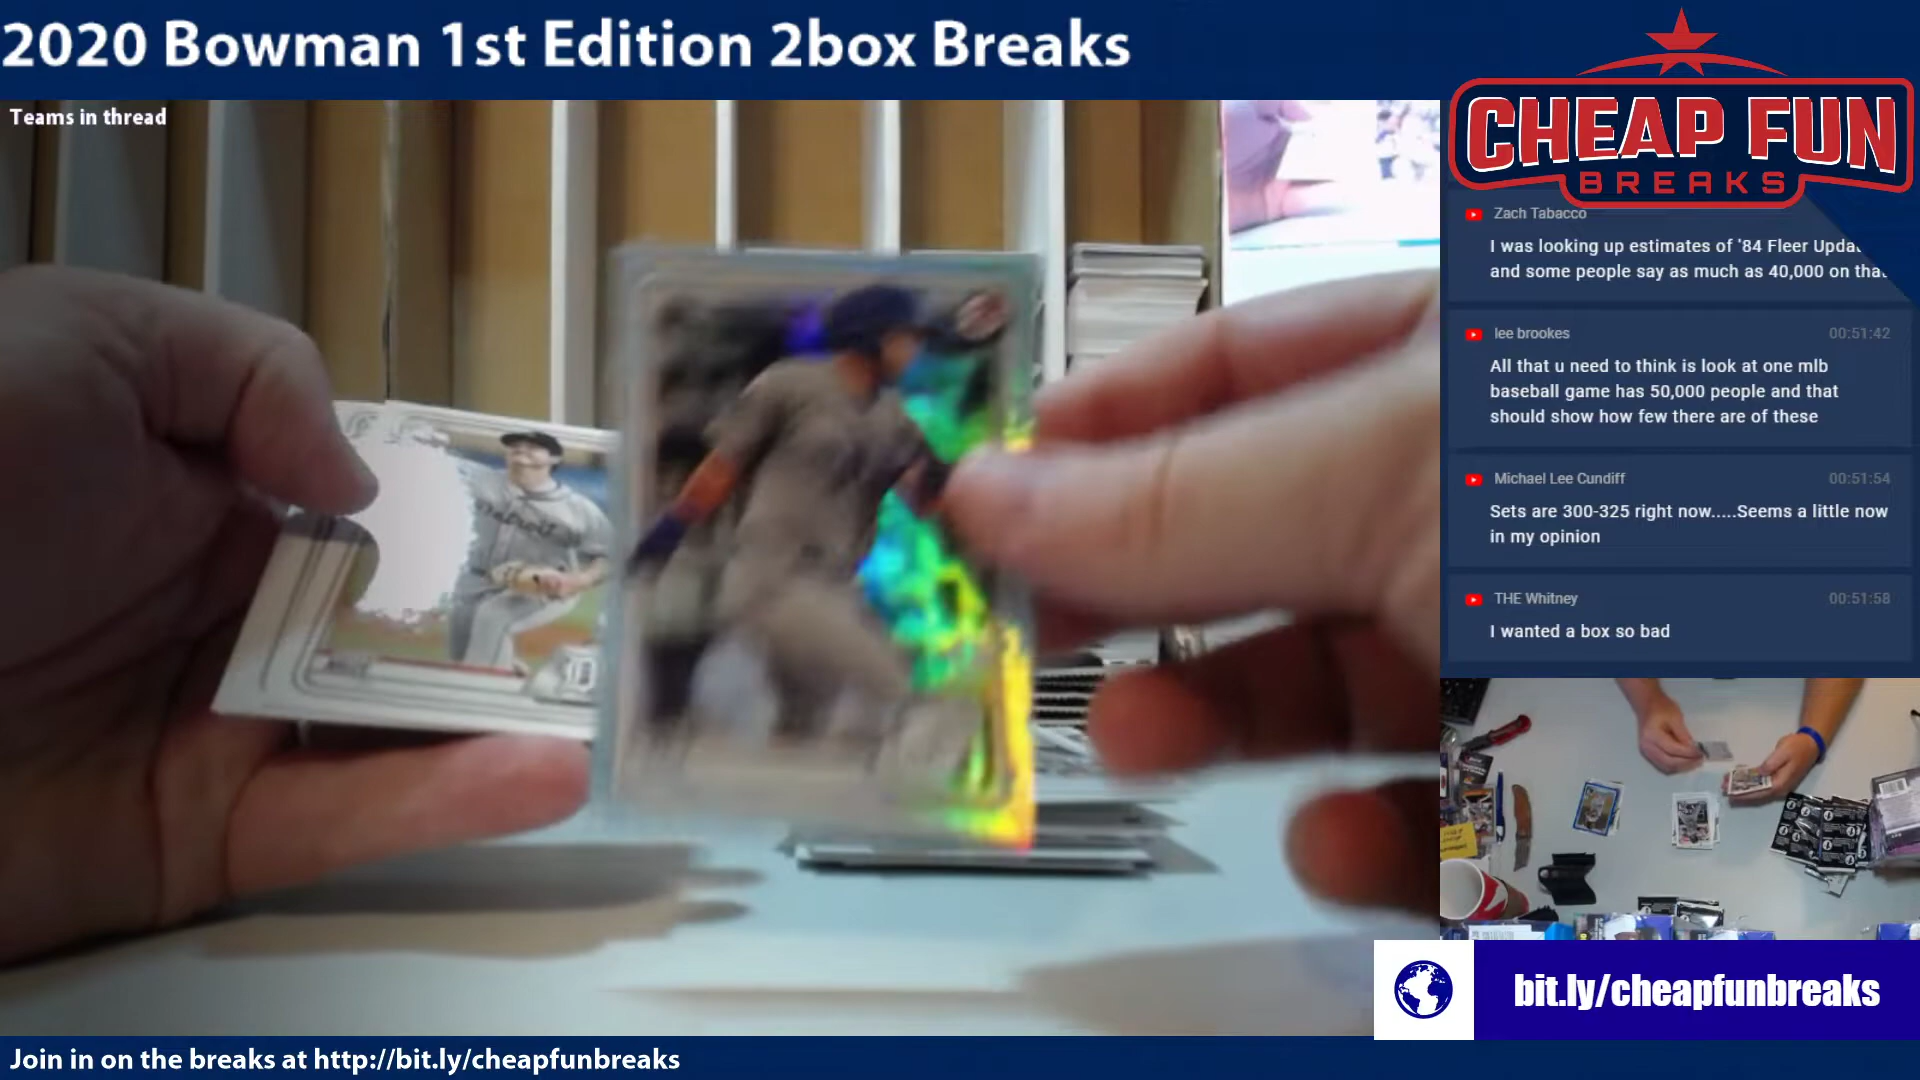 2020 Bowman 1st Edition 2box Breaks
Teams in thread
CHEAP FUN
BREAKS
Zach Tabacco
I was looking up estimates of '84 Fleer Updat
and some people say as much as 40,000 on that
lee brookes 00:51:42
All that u need to think is look at one mlb
baseball game has 50,000 people and that
should show how few there are of these
Michael Lee Cundiff 00:51:54
Sets are 300-325 right now.....Seems a little now
in my opinion
THE Whitney 00:51:58
I wanted a box so bad
Detroit
D
bit.ly/cheapfunbreaks
Join in on the breaks at http://bit.ly/cheapfunbreaks